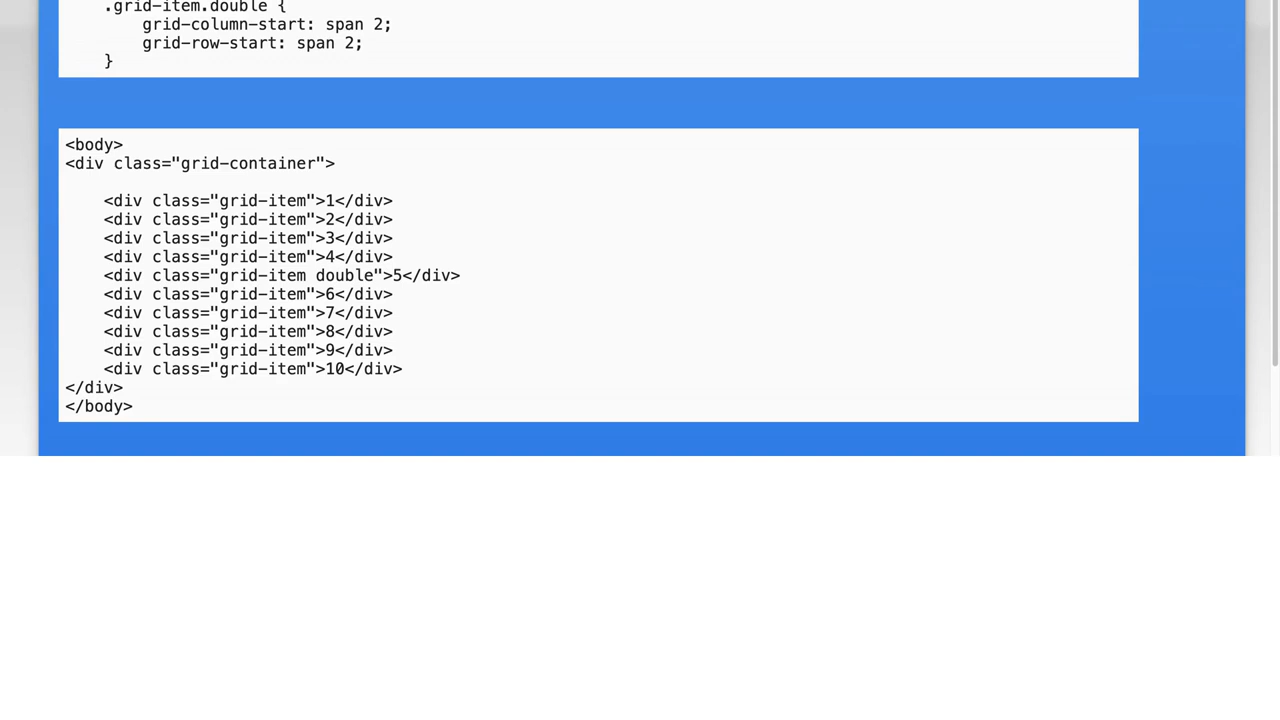 .grid-item.double {
grid-column-start: span 2;
grid-row-start: span 2;
}
<body>
<div class="grid-container">
<div class="grid-item">1</div>
<div class="grid-item">2</div>
<div class="grid-item">3</div>
<div class="grid-item">4</div>
<div class="grid-item double">5</div>
<div class="grid-item">6</div>
<div class="grid-item">7</div>
<div class="grid-item">8</div>
<div class="grid-item">9</div>
<div class="grid-item">10</div>
</div>
</body>